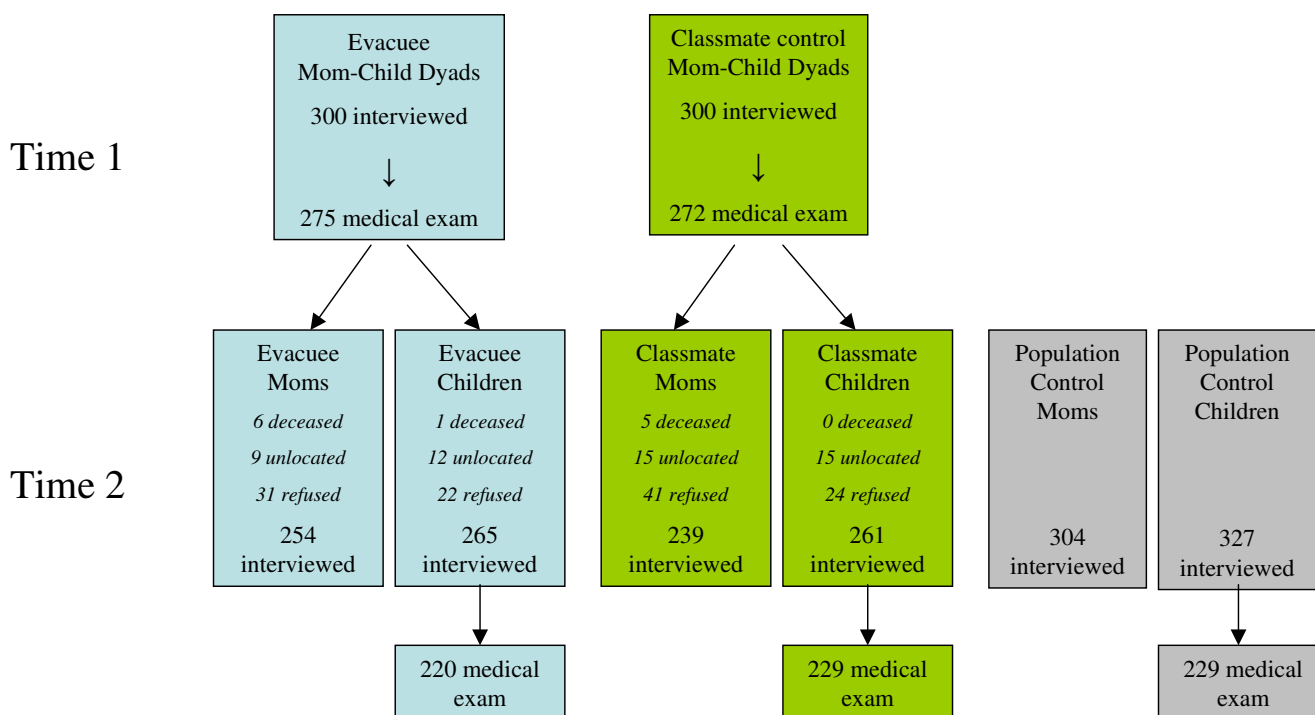 Time 1
Evacuee
Mom-Child Dyads
300 interviewed
↓
275 medical exam
Classmate control
Mom-Child Dyads
300 interviewed
↓
272 medical exam
Time 2
Evacuee
Moms
6 deceased
9 unlocated
31 refused
254
interviewed
Evacuee
Children
1 deceased
12 unlocated
22 refused
265
interviewed
220 medical
exam
Classmate
Moms
5 deceased
15 unlocated
41 refused
239
interviewed
Classmate
Children
0 deceased
15 unlocated
24 refused
261
interviewed
229 medical
exam
Population
Control
Moms
304
interviewed
Population
Control
Children
327
interviewed
229 medical
exam